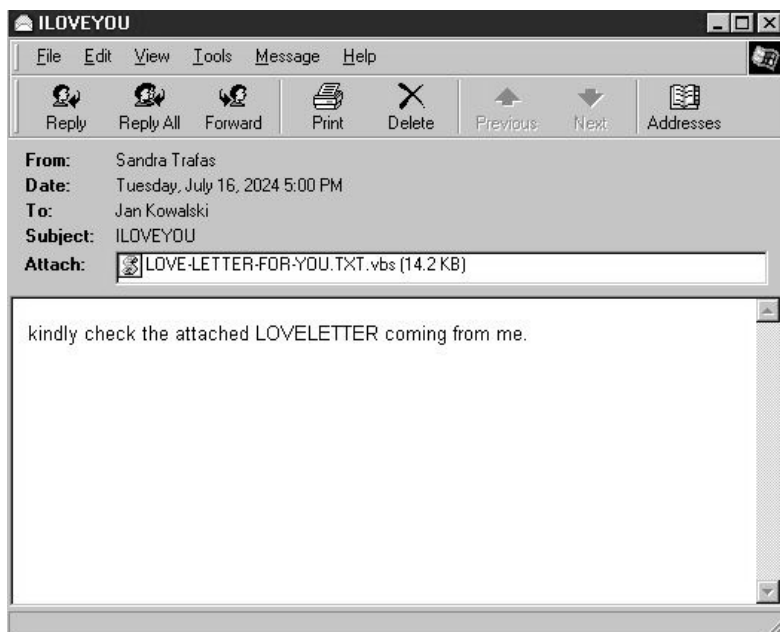 ILOVEYOU
File Edit View Tools Message Help
Reply Reply All Forward Print Delete Previous Next Addresses
From: Sandra Trafas
Date: Tuesday, July 16, 2024 5:00 PM
To: Jan Kowalski
Subject: ILOVEYOU
Attach: LOVE-LETTER-FOR-YOU.TXT.vbs (14.2 KB)
kindly check the attached LOVELETTER coming from me.